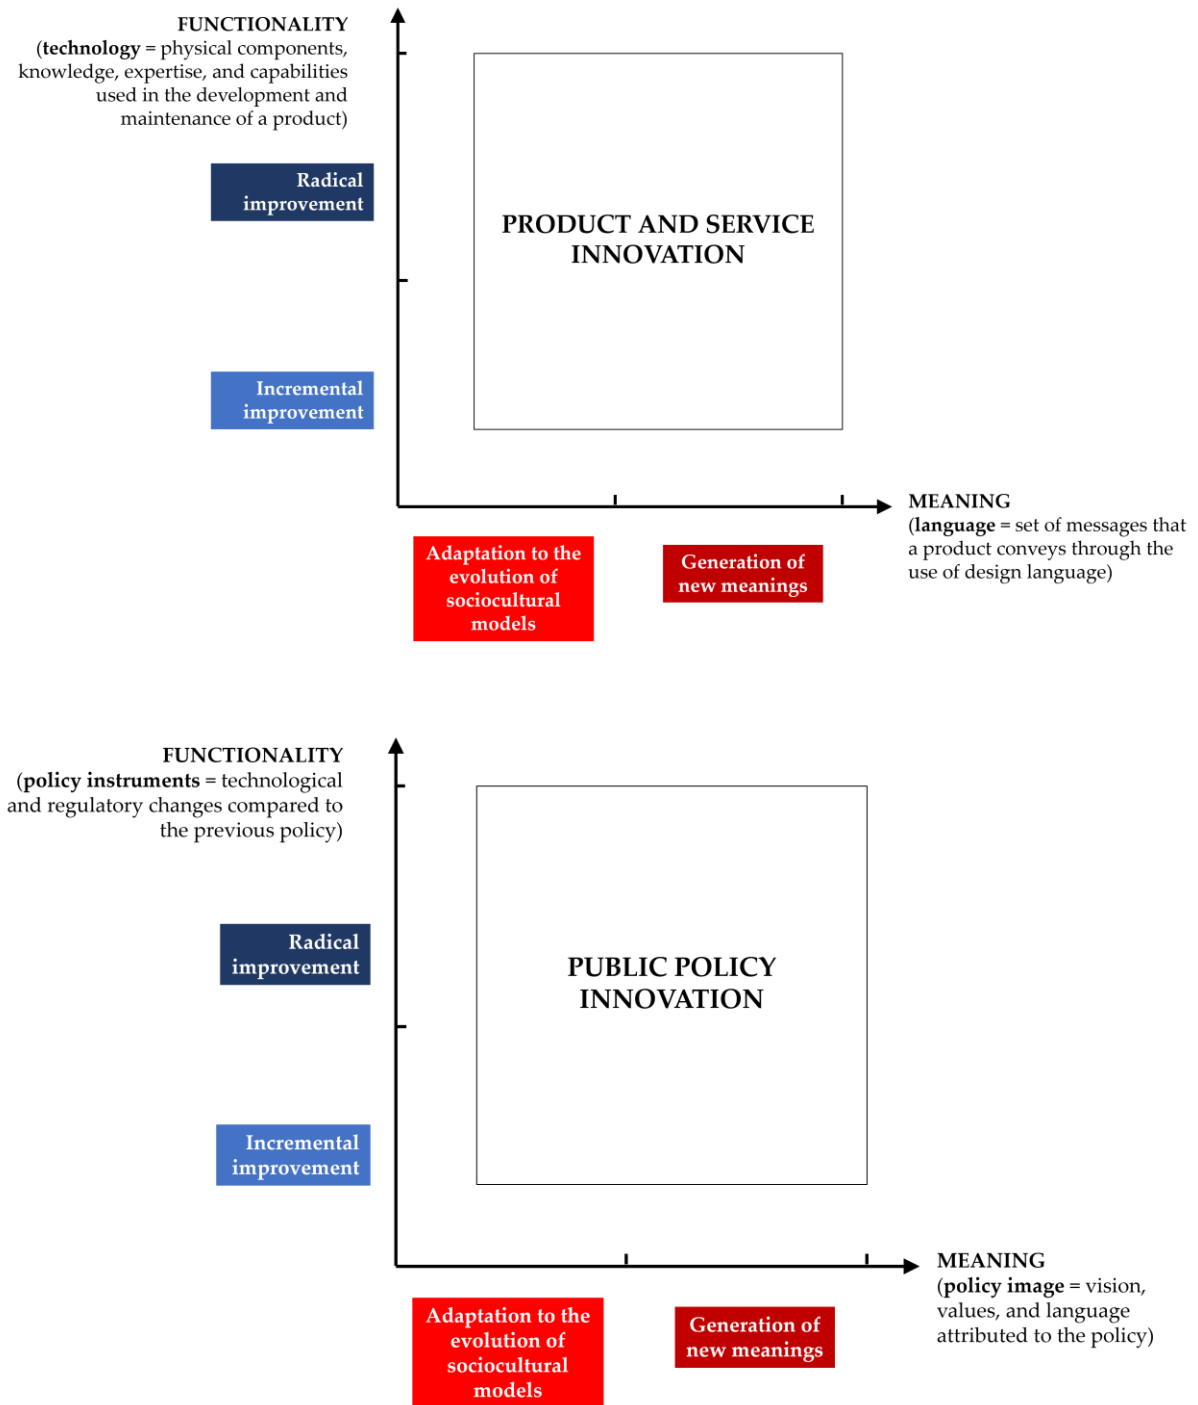 FUNCTIONALITY
(technology = physical components,
knowledge, expertise, and capabilities
used in the development and
maintenance of a product)
Radical
improvement
PRODUCT AND SERVICE
INNOVATION
Incremental
improvement
MEANING
(language = set of messages that
a product conveys through the
use of design language)
Adaptation to the
evolution of
sociocultural
models
Generation of
new meanings
FUNCTIONALITY
(policy instruments = technological
and regulatory changes compared to
the previous policy)
Radical
improvement
PUBLIC POLICY
INNOVATION
Incremental
improvement
MEANING
(policy image = vision,
values, and language
attributed to the policy)
Adaptation to the
evolution of
sociocultural
models
Generation of
new meanings